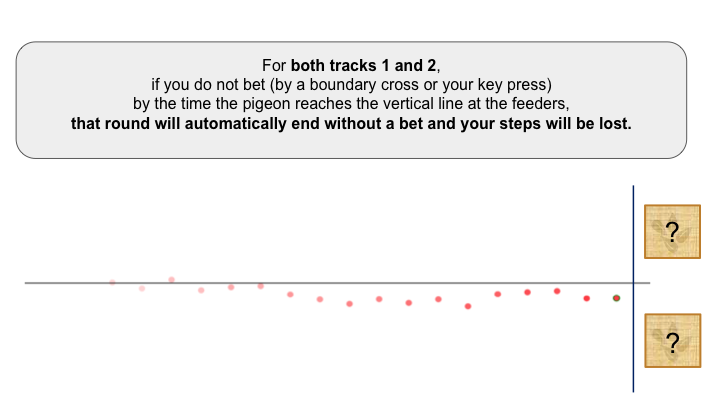 For both tracks 1 and 2,
if you do not bet (by a boundary cross or your key press)
by the time the pigeon reaches the vertical line at the feeders,
that round will automatically end without a bet and your steps will be lost.
?
?